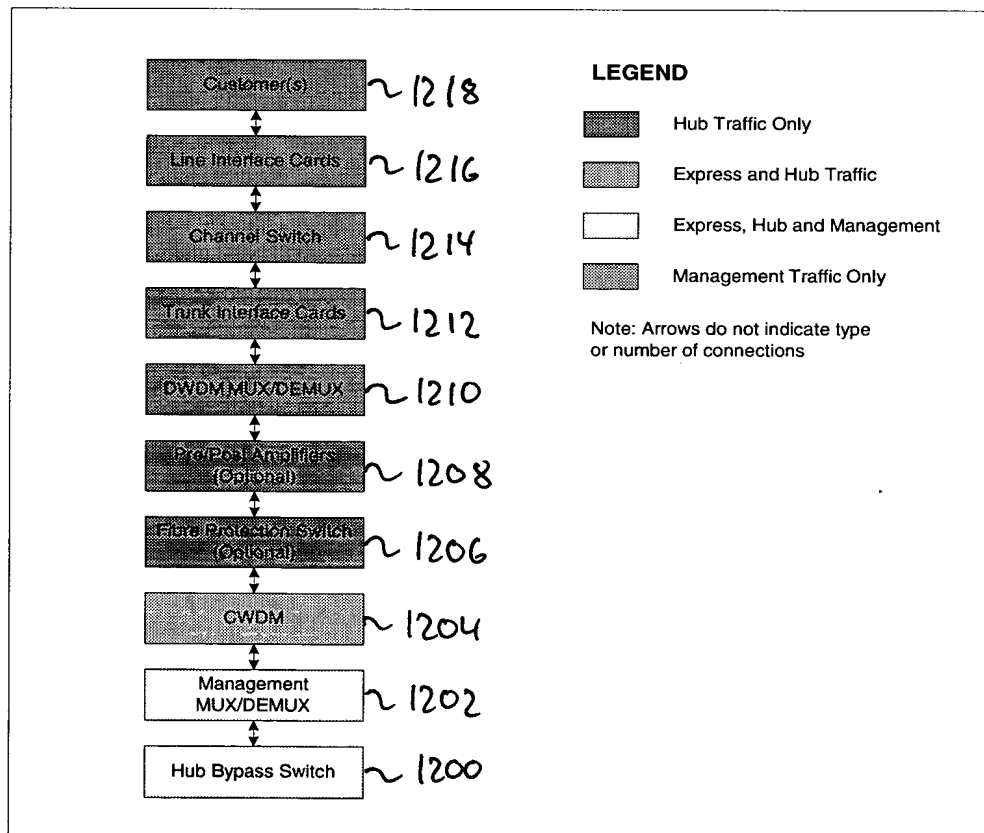 Customer(s)
1218
Line Interface Cards
1216
Channel Switch
1214
Trunk Interface Cards
1212
DWDM MUX/DEMUX
1210
Pre/Post Amplifiers
(Optional)
1208
Fibre Protection Switch
(Optional)
1206
CWDM
1204
Management
MUX/DEMUX
1202
Hub Bypass Switch
1200
LEGEND
Hub Traffic Only
Express and Hub Traffic
Express, Hub and Management
Management Traffic Only
Note: Arrows do not indicate type
or number of connections